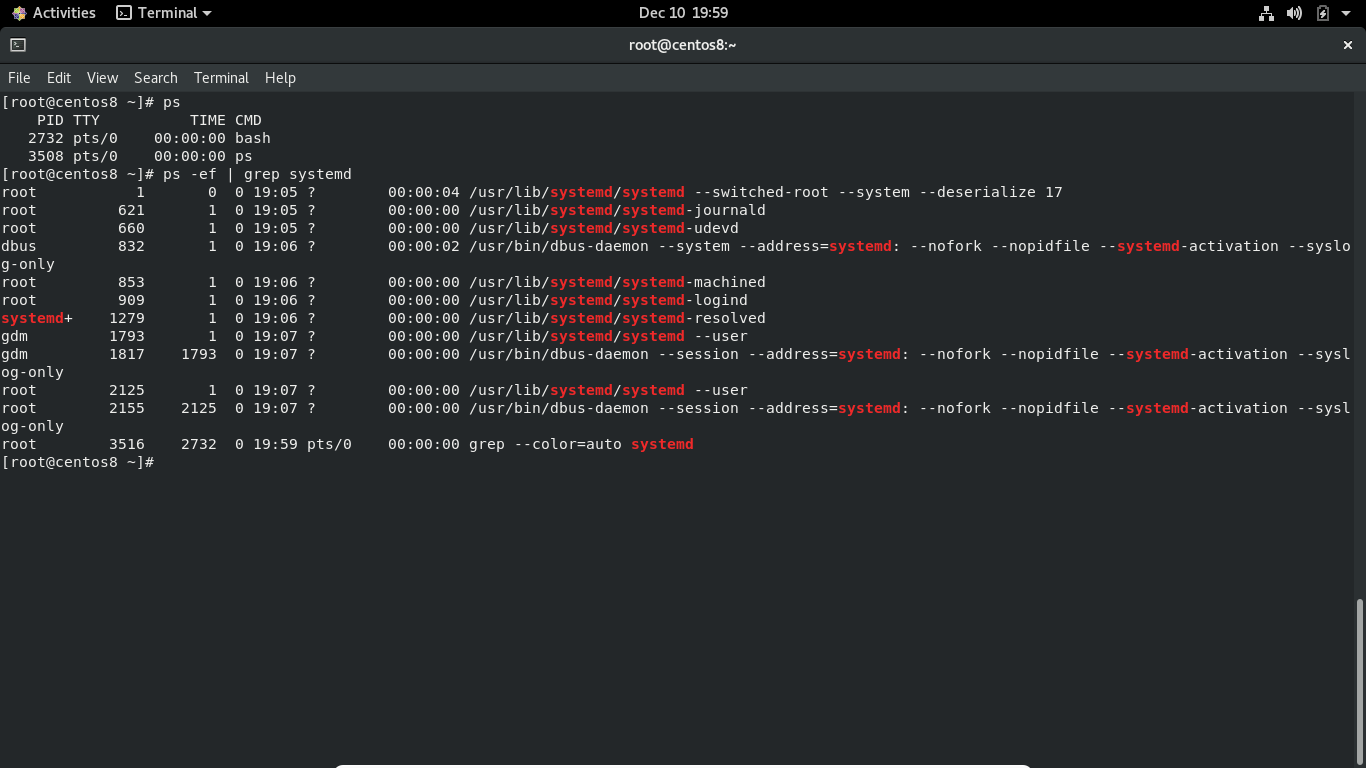 Activities Terminal Dec 10 19:59
root@centos8:~
File Edit View Search Terminal Help
[root@centos8 ~]# ps
    PID TTY          TIME CMD
   2732 pts/0    00:00:00 bash
   3508 pts/0    00:00:00 ps
[root@centos8 ~]# ps -ef | grep systemd
root           1       0  0 19:05 ?        00:00:04 /usr/lib/systemd/systemd --switched-root --system --deserialize 17
root         621       1  0 19:05 ?        00:00:00 /usr/lib/systemd/systemd-journald
root         660       1  0 19:05 ?        00:00:00 /usr/lib/systemd/systemd-udevd
dbus         832       1  0 19:06 ?        00:00:02 /usr/bin/dbus-daemon --system --address=systemd: --nofork --nopidfile --systemd-activation --syslo
g-only
root         853       1  0 19:06 ?        00:00:00 /usr/lib/systemd/systemd-machined
root         909       1  0 19:06 ?        00:00:00 /usr/lib/systemd/systemd-logind
systemd+    1279       1  0 19:06 ?        00:00:00 /usr/lib/systemd/systemd-resolved
gdm         1793       1  0 19:07 ?        00:00:00 /usr/lib/systemd/systemd --user
gdm         1817    1793  0 19:07 ?        00:00:00 /usr/bin/dbus-daemon --session --address=systemd: --nofork --nopidfile --systemd-activation --sysl
og-only
root        2125       1  0 19:07 ?        00:00:00 /usr/lib/systemd/systemd --user
root        2155    2125  0 19:07 ?        00:00:00 /usr/bin/dbus-daemon --session --address=systemd: --nofork --nopidfile --systemd-activation --sysl
og-only
root        3516    2732  0 19:59 pts/0    00:00:00 grep --color=auto systemd
[root@centos8 ~]#